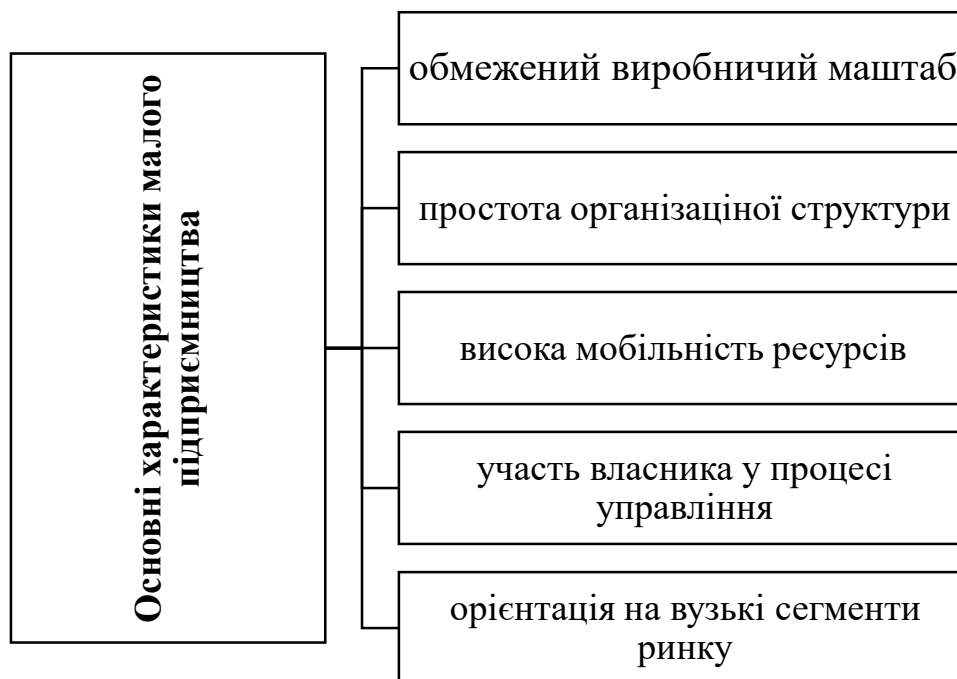 Основні характеристики малого
підприємництва
обмежений виробничий маштаб
простота організаціної структури
висока мобільність ресурсів
участь власника у процесі
управління
орієнтація на вузькі сегменти
ринку